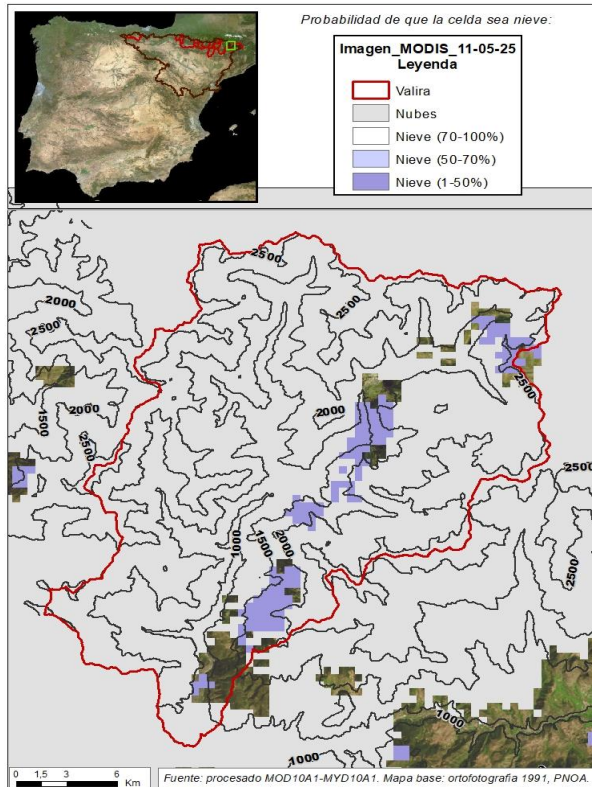 Probabilidad de que la celda sea nieve:
Imagen_MODIS_11-05-25
Leyenda
Valira
Nubes
Nieve (70-100%)
Nieve (50-70%)
Nieve (1-50%)
2500
2000
2500
2500
1500
2000
2500
2000
2500
2500
1000
1500
2000
2500
1000
1000
0 1,5 3 6
Km
Fuente: procesado MOD10A1-MYD10A1. Mapa base: ortofotografía 1991, PNOA.